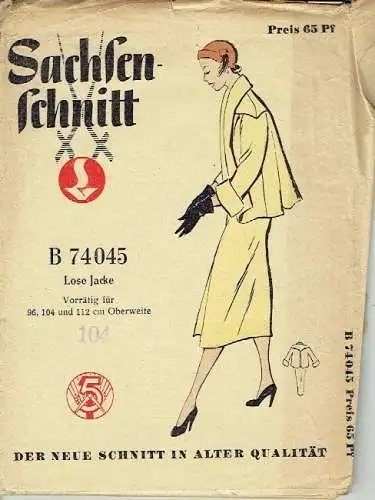 Preis 65 Pf
Sachsen-
schnitt
S
B 74045
Lose Jacke
Vorrätig für
96, 104 und 112 cm Oberweite
104
5
DER NEUE SCHNITT IN ALTER QUALITÄT
B 74045 Preis 65 Pf